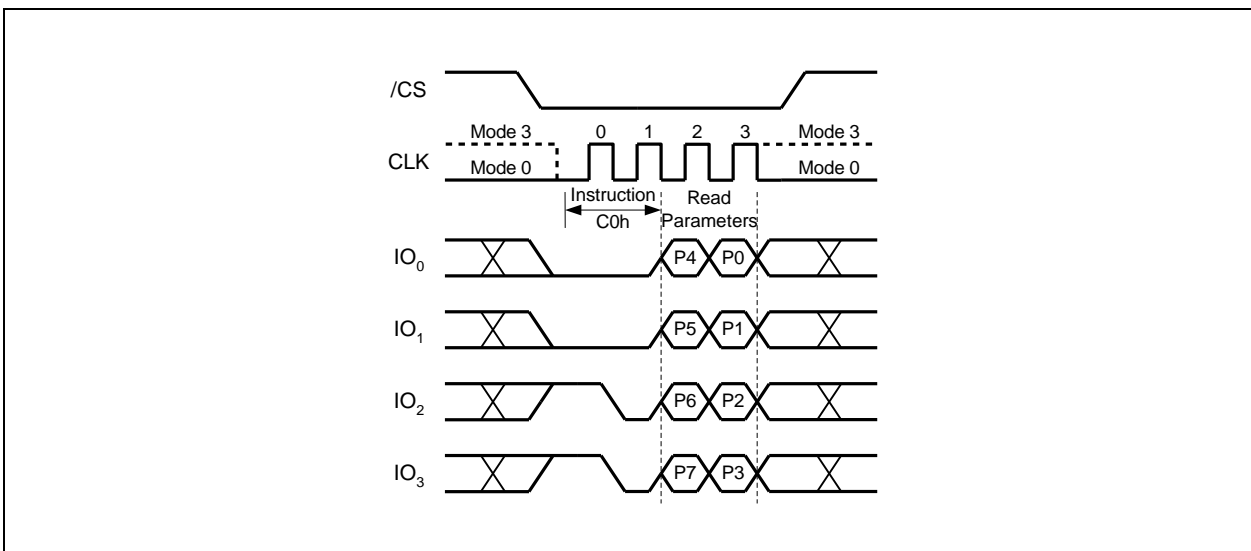 /CS
Mode 3 0 1 2 3 Mode 3
CLK
Mode 0 Mode 0
Instruction Read
C0h Parameters
IO0 P4 P0
IO1 P5 P1
IO2 P6 P2
IO3 P7 P3